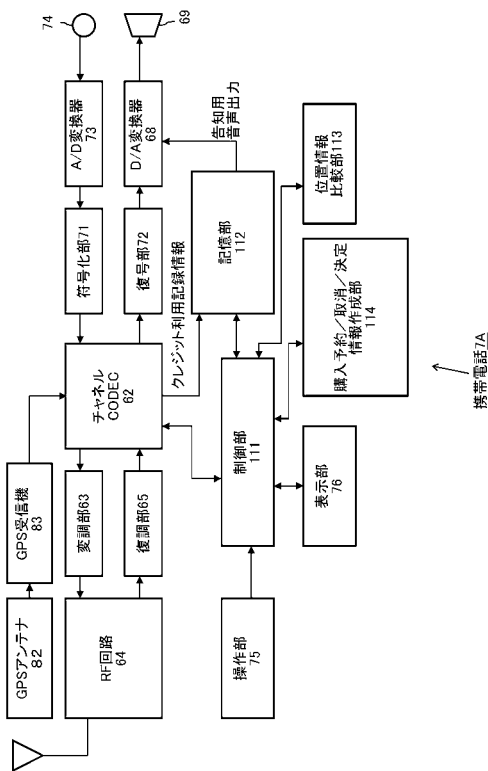 74
69
A/D変換器
73
D/A変換器
68
告知用
音声出力
符号化部71
復号部72
クレジット利用記録情報
記憶部
112
位置情報
比較部113
チャネル
CODEC
62
制御部
111
購入予約／取消／決定
情報作成部
114
GPS受信機
83
変調部63
復調部65
表示部
76
GPSアンテナ
82
RF回路
64
操作部
75
携帯電話7A